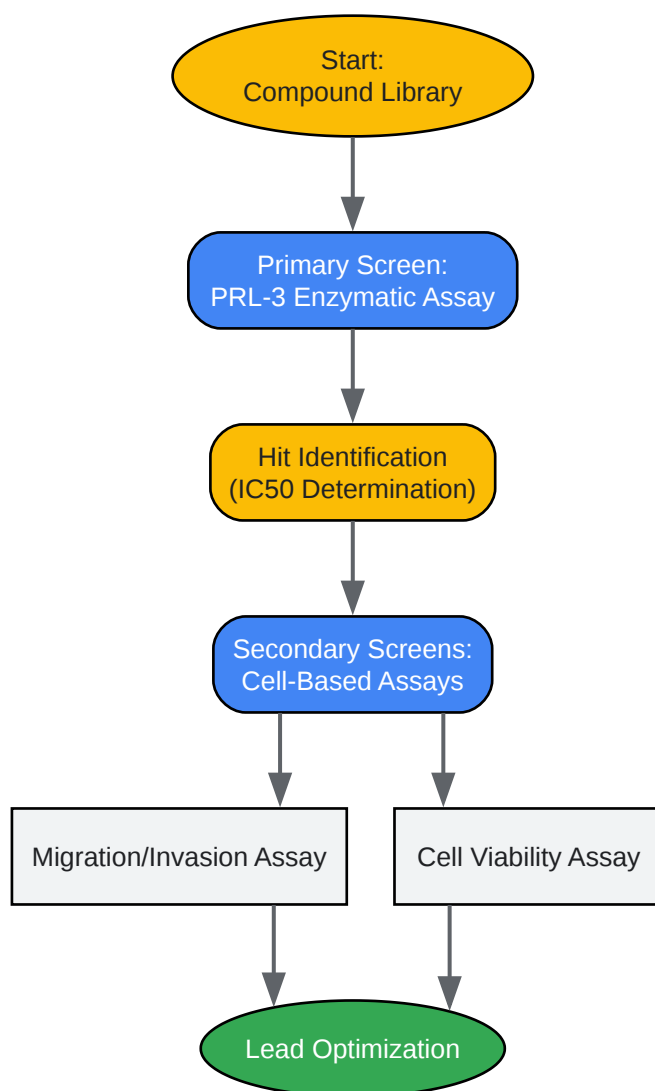 Start:
Compound Library
Primary Screen:
PRL-3 Enzymatic Assay
Hit Identification
(IC50 Determination)
Secondary Screens:
Cell-Based Assays
Migration/Invasion Assay
Cell Viability Assay
Lead Optimization